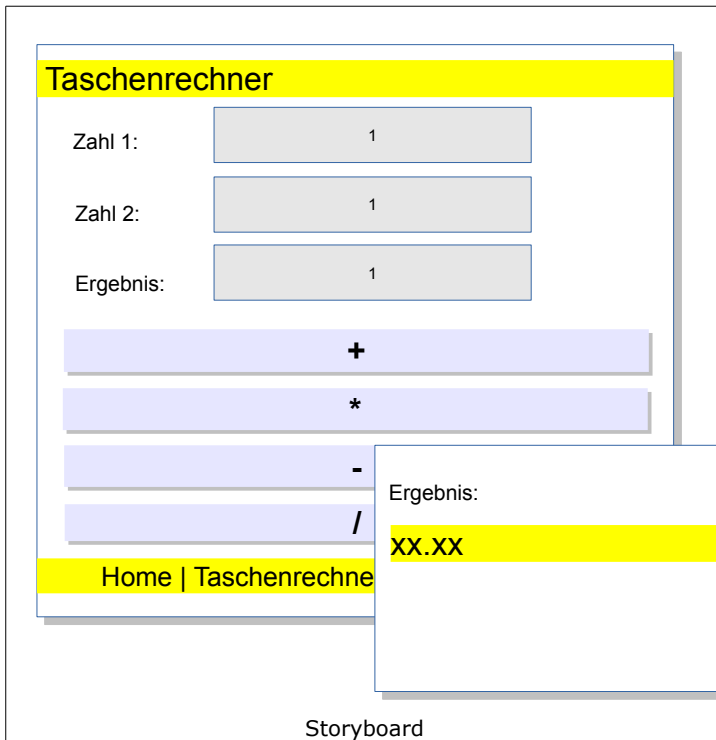 Taschenrechner
Zahl 1: 1
Zahl 2: 1
Ergebnis: 1
+
*
-
/
Home | Taschenrechne
Ergebnis:
xx.xx
Storyboard